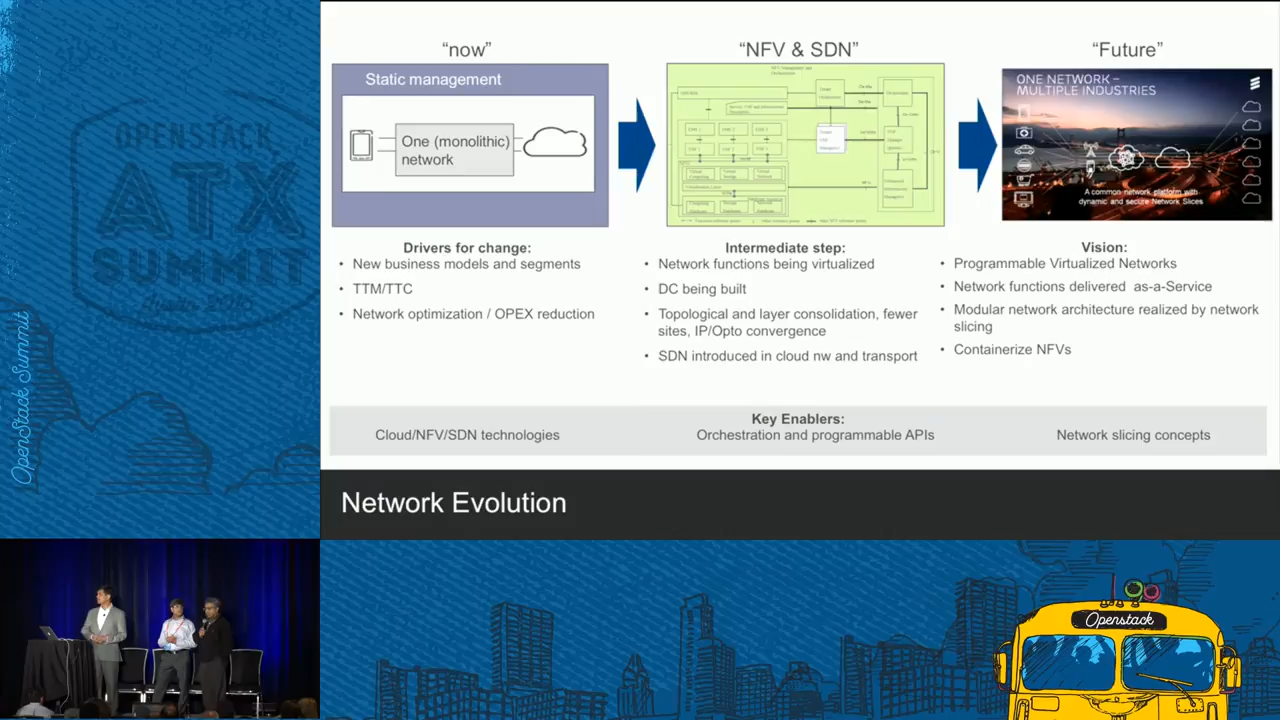 “now”
Static management
One (monolithic)
network
Drivers for change:
• New business models and segments
• TTM/TTC
• Network optimization / OPEX reduction
“NFV & SDN”
Intermediate step:
• Network functions being virtualized
• DC being built
• Topological and layer consolidation, fewer
sites, IP/Opto convergence
• SDN introduced in cloud nw and transport
“Future”
ONE NETWORK –
MULTIPLE INDUSTRIES
A common network platform with
dynamic and secure Network Slices
Vision:
• Programmable Virtualized Networks
• Network functions delivered as-a-Service
• Modular network architecture realized by network
slicing
• Containerize NFVs
Key Enablers:
Cloud/NFV/SDN technologies
Orchestration and programmable APIs
Network slicing concepts
Network Evolution
OPENSTACK
ATX
SUMMIT
OpenStack Summit
Openstack